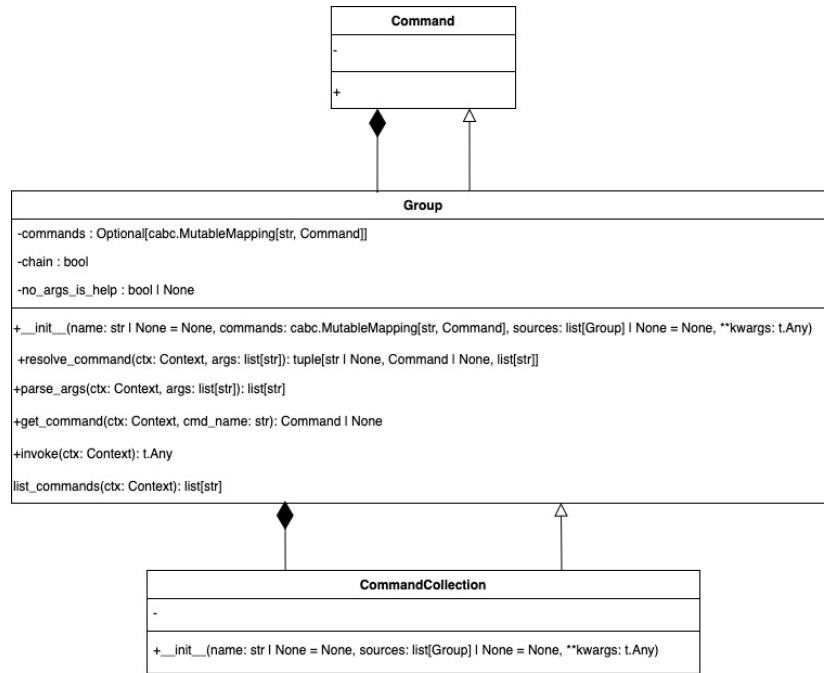 Command
-
+
Group
-commands : Optional[cabc.MutableMapping[str, Command]]
-chain : bool
-no_args_is_help : bool | None
+__init__(name: str | None = None, commands: cabc.MutableMapping[str, Command], sources: list[Group] | None = None, **kwargs: t.Any)
+resolve_command(ctx: Context, args: list[str]): tuple[str | None, Command | None, list[str]]
+parse_args(ctx: Context, args: list[str]): list[str]
+get_command(ctx: Context, cmd_name: str): Command | None
+invoke(ctx: Context): t.Any
list_commands(ctx: Context): list[str]
CommandCollection
-
+__init__(name: str | None = None, sources: list[Group] | None = None, **kwargs: t.Any)